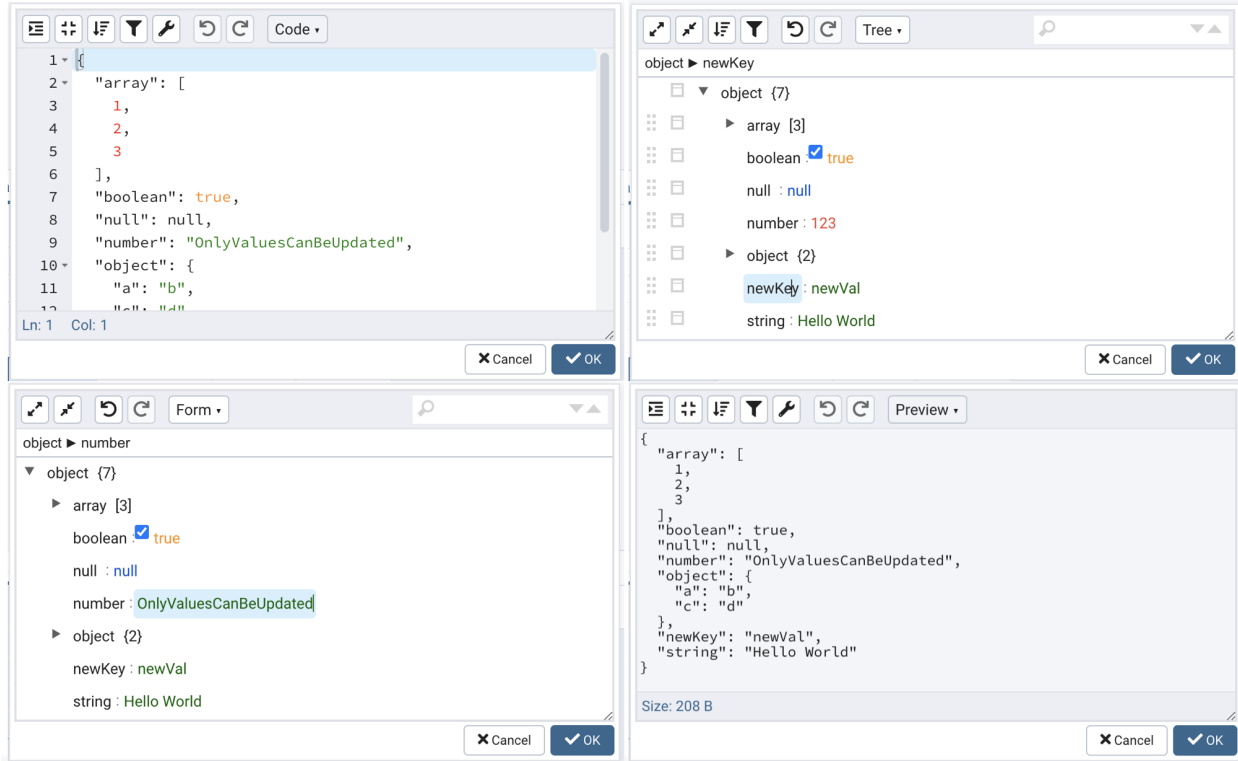 Code
1 {
2 "array": [
3 1,
4 2,
5 3
6 ],
7 "boolean": true,
8 "null": null,
9 "number": "OnlyValuesCanBeUpdated",
10 "object": {
11 "a": "b",
12 "c": "d"
Ln: 1 Col: 1
Cancel OK
Tree
object ► newKey
object {7}
array [3]
boolean : true
null : null
number : 123
object {2}
newKey : newVal
string : Hello World
Cancel OK
Form
object ► number
object {7}
array [3]
boolean : true
null : null
number : OnlyValuesCanBeUpdated
object {2}
newKey : newVal
string : Hello World
Cancel OK
Preview
{
"array": [
1,
2,
3
],
"boolean": true,
"null": null,
"number": "OnlyValuesCanBeUpdated",
"object": {
"a": "b",
"c": "d"
},
"newKey": "newVal",
"string": "Hello World"
}
Size: 208 B
Cancel OK